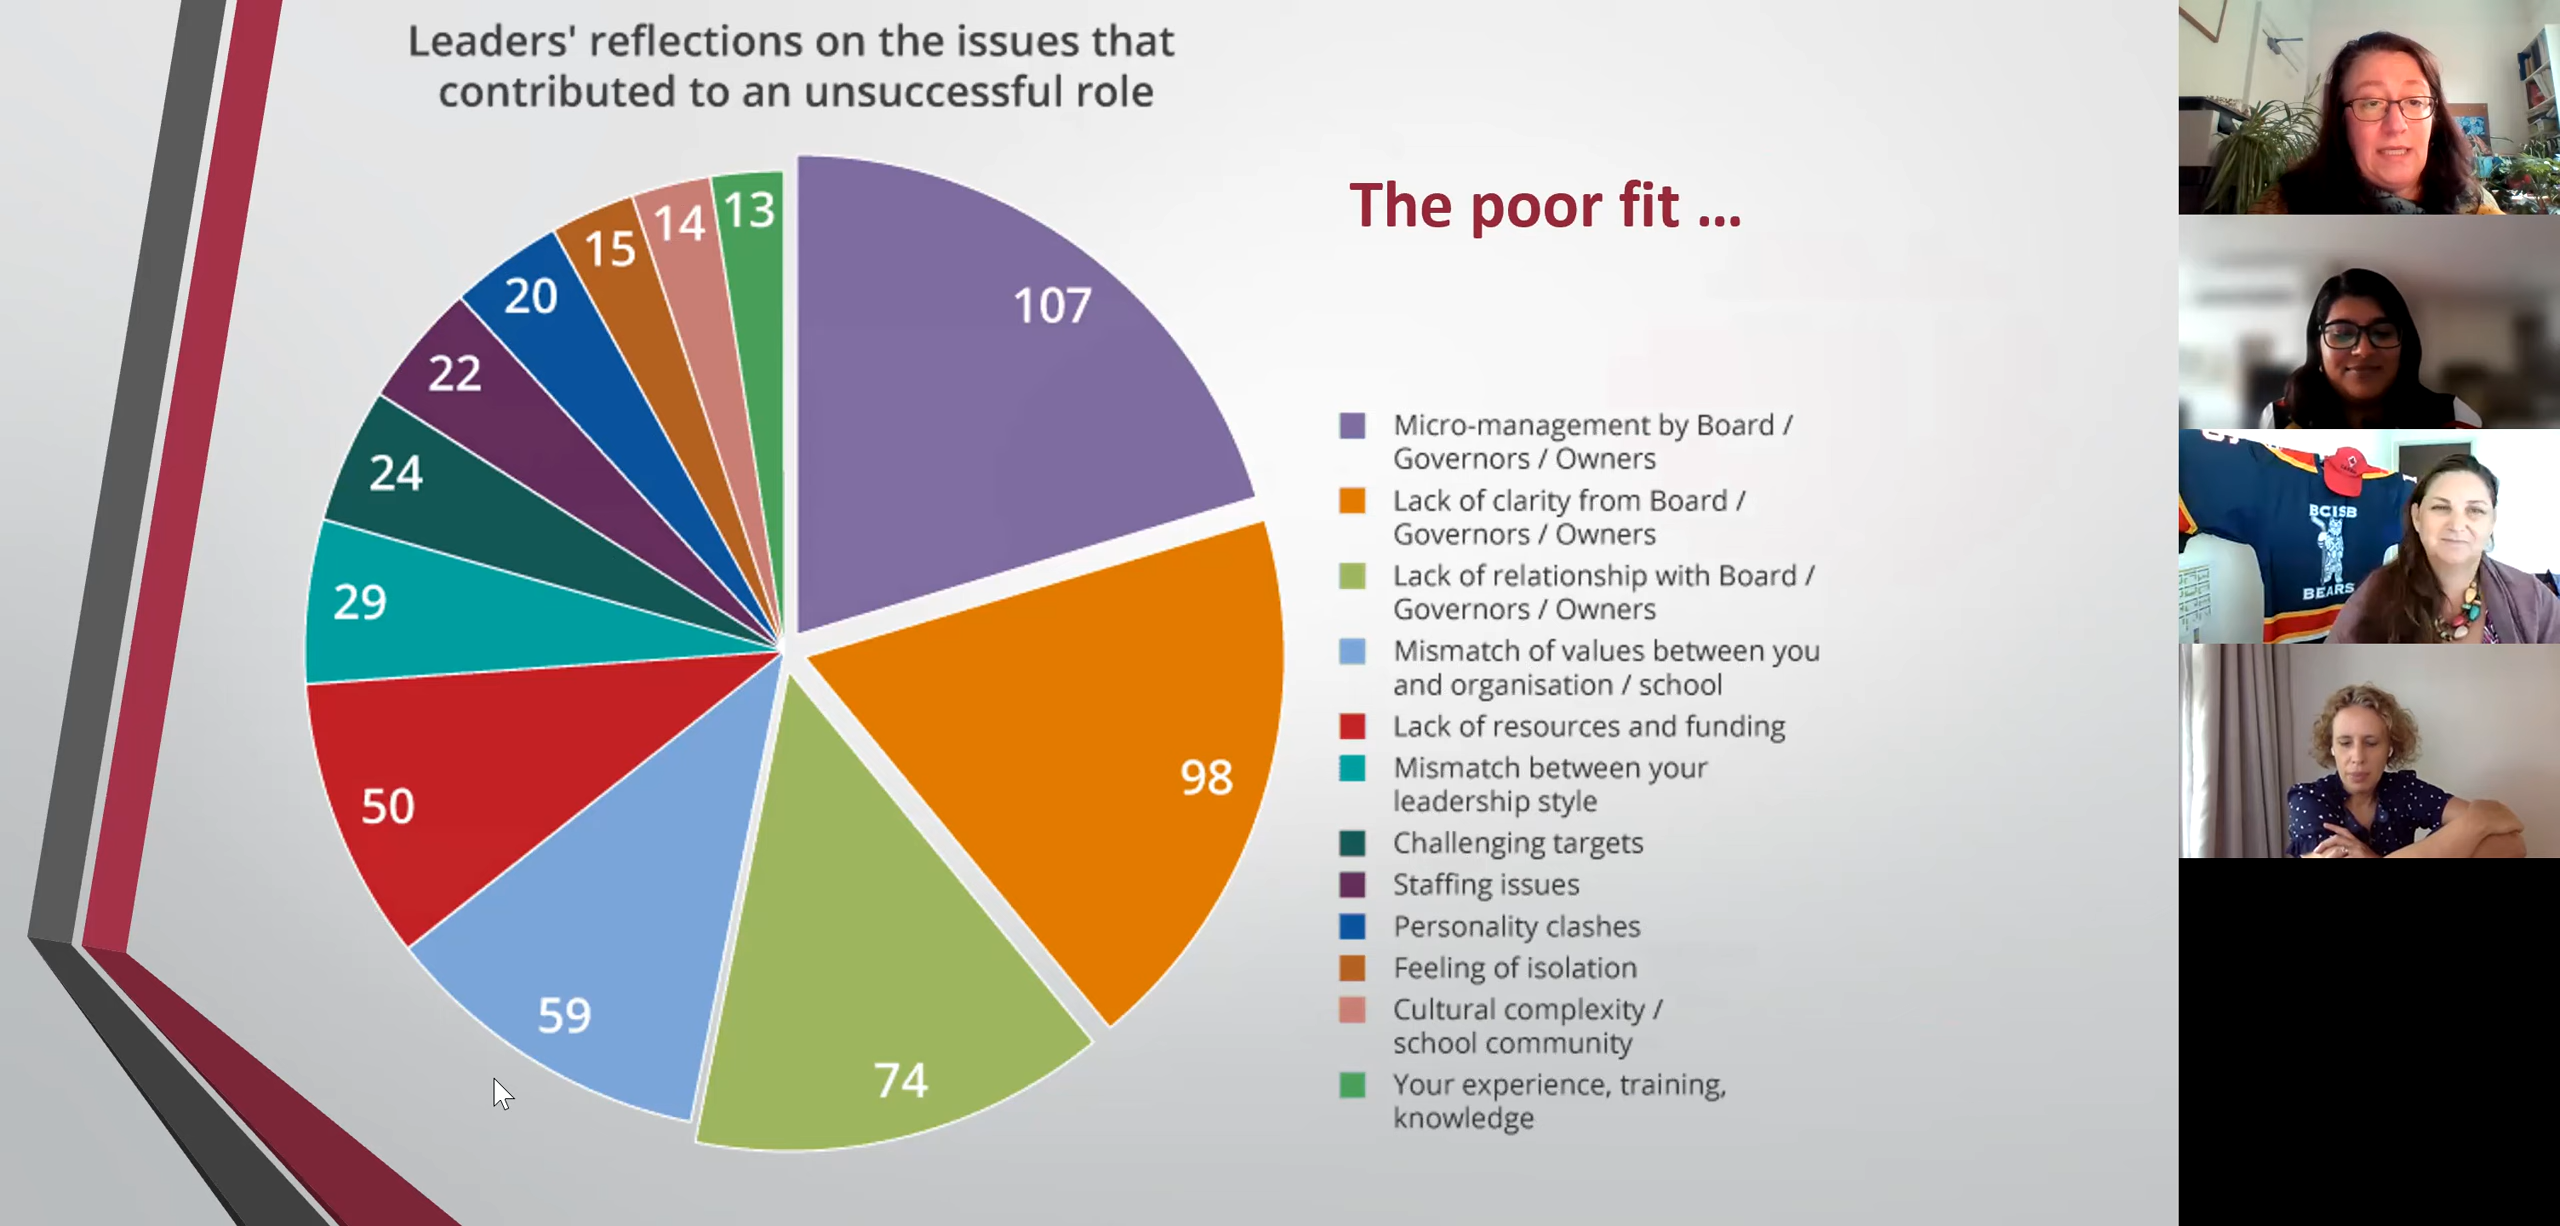 Leaders' reflections on the issues that
contributed to an unsuccessful role
The poor fit ...
107
98
74
59
50
29
24
22
20
15
14
13
Micro-management by Board /
Governors / Owners
Lack of clarity from Board /
Governors / Owners
Lack of relationship with Board /
Governors / Owners
Mismatch of values between you
and organisation / school
Lack of resources and funding
Mismatch between your
leadership style
Challenging targets
Staffing issues
Personality clashes
Feeling of isolation
Cultural complexity /
school community
Your experience, training,
knowledge
BCISB
BEARS